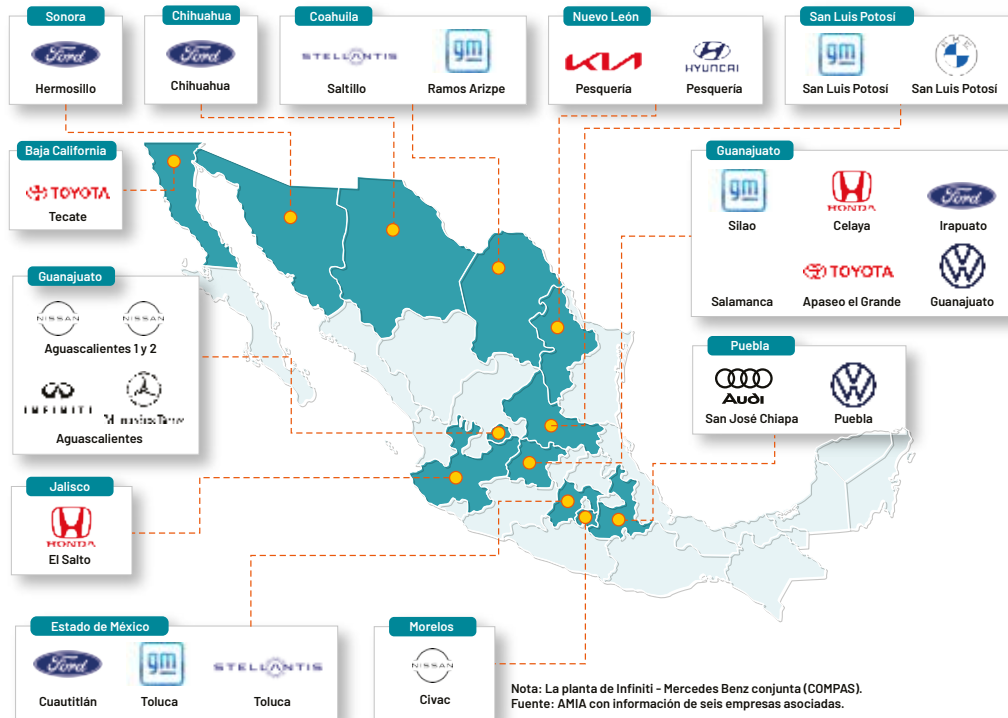 Sonora
Ford
Hermosillo
Chihuahua
Ford
Chihuahua
Coahuila
STELLANTIS
gm
Saltillo
Ramos Arizpe
Nuevo León
KIA
HYUNDAI
Pesquería
Pesquería
San Luis Potosí
gm
San Luis Potosí
San Luis Potosí
Baja California
TOYOTA
Tecate
Guanajuato
gm
HONDA
Ford
Silao
Celaya
Irapuato
TOYOTA
Salamanca
Apaseo el Grande
Guanajuato
Guanajuato
NISSAN
NISSAN
Aguascalientes 1 y 2
INFINITI
Aguascalientes
Puebla
Audi
San José Chiapa
Puebla
Jalisco
HONDA
El Salto
Estado de México
Ford
gm
STELLANTIS
Cuautitlán
Toluca
Toluca
Morelos
NISSAN
Civac
Nota: La planta de Infiniti - Mercedes Benz conjunta (COMPAS).
Fuente: AMIA con información de seis empresas asociadas.